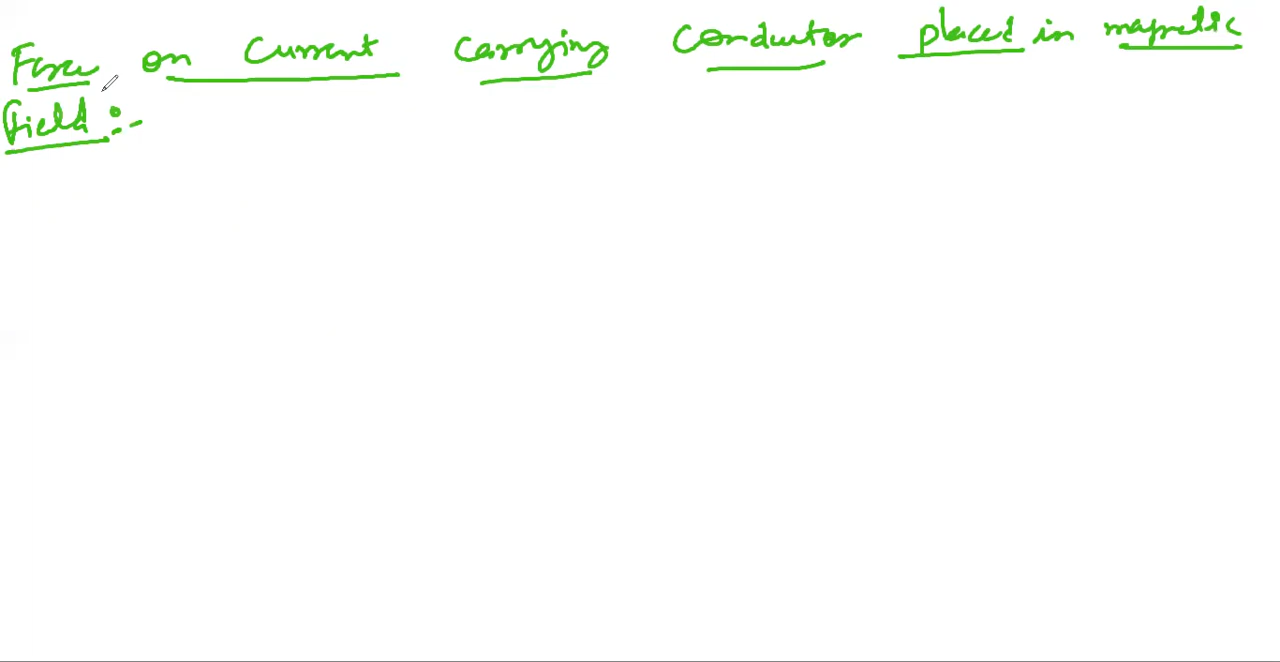 Force on Current Carrying Conductor placed in magnetic
field :-